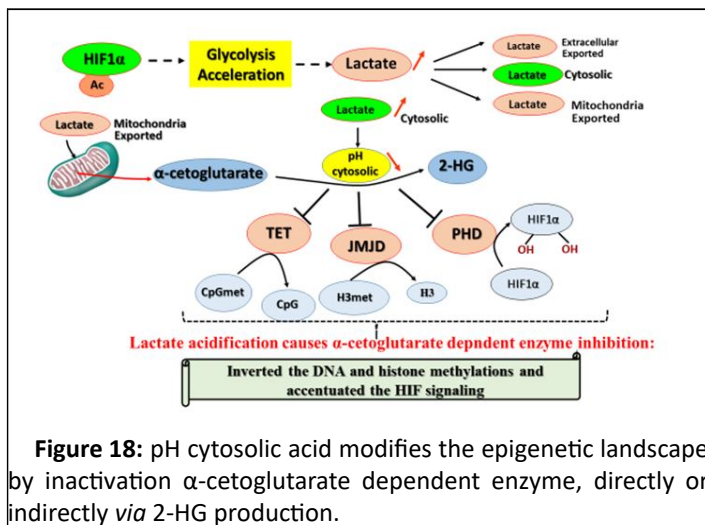 HIF1α
Ac
Glycolysis
Acceleration
Lactate
Lactate
Extracellular
Exported
Lactate
Cytosolic
Lactate
Mitochondria
Exported
Lactate
Cytosolic
Lactate
Mitochondria
Exported
α-cetoglutarate
pH
cytosolic
2-HG
TET
JMJD
PHD
HIF1α
OH
OH
HIF1α
CpGmet
CpG
H3met
H3
Lactate acidification causes α-cetoglutarate depndent enzyme inhibition:
Inverted the DNA and histone methylations and
accentuated the HIF signaling
Figure 18: pH cytosolic acid modifies the epigenetic landscape
by inactivation α-cetoglutarate dependent enzyme, directly or
indirectly via 2-HG production.